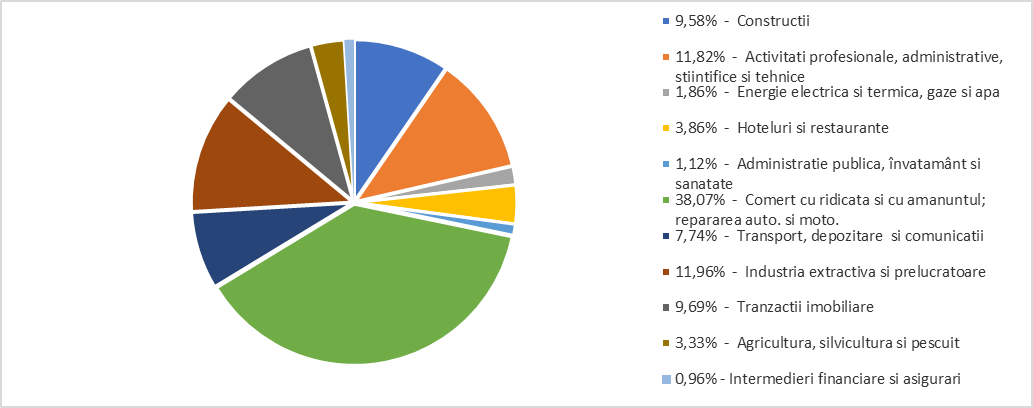 9,58% - Constructii
11,82% - Activitati profesionale, administrative,
stiintifice si tehnice
1,86% - Energie electrica si termica, gaze si apa
3,86% - Hoteluri si restaurante
1,12% - Administratie publica, învatamânt si
sanatate
38,07% - Comert cu ridicata si cu amanuntul;
repararea auto. si moto.
7,74% - Transport, depozitare si comunicatii
11,96% - Industria extractiva si prelucratoare
9,69% - Tranzactii imobiliare
3,33% - Agricultura, silvicultura si pescuit
0,96% - Intermedieri financiare si asigurari